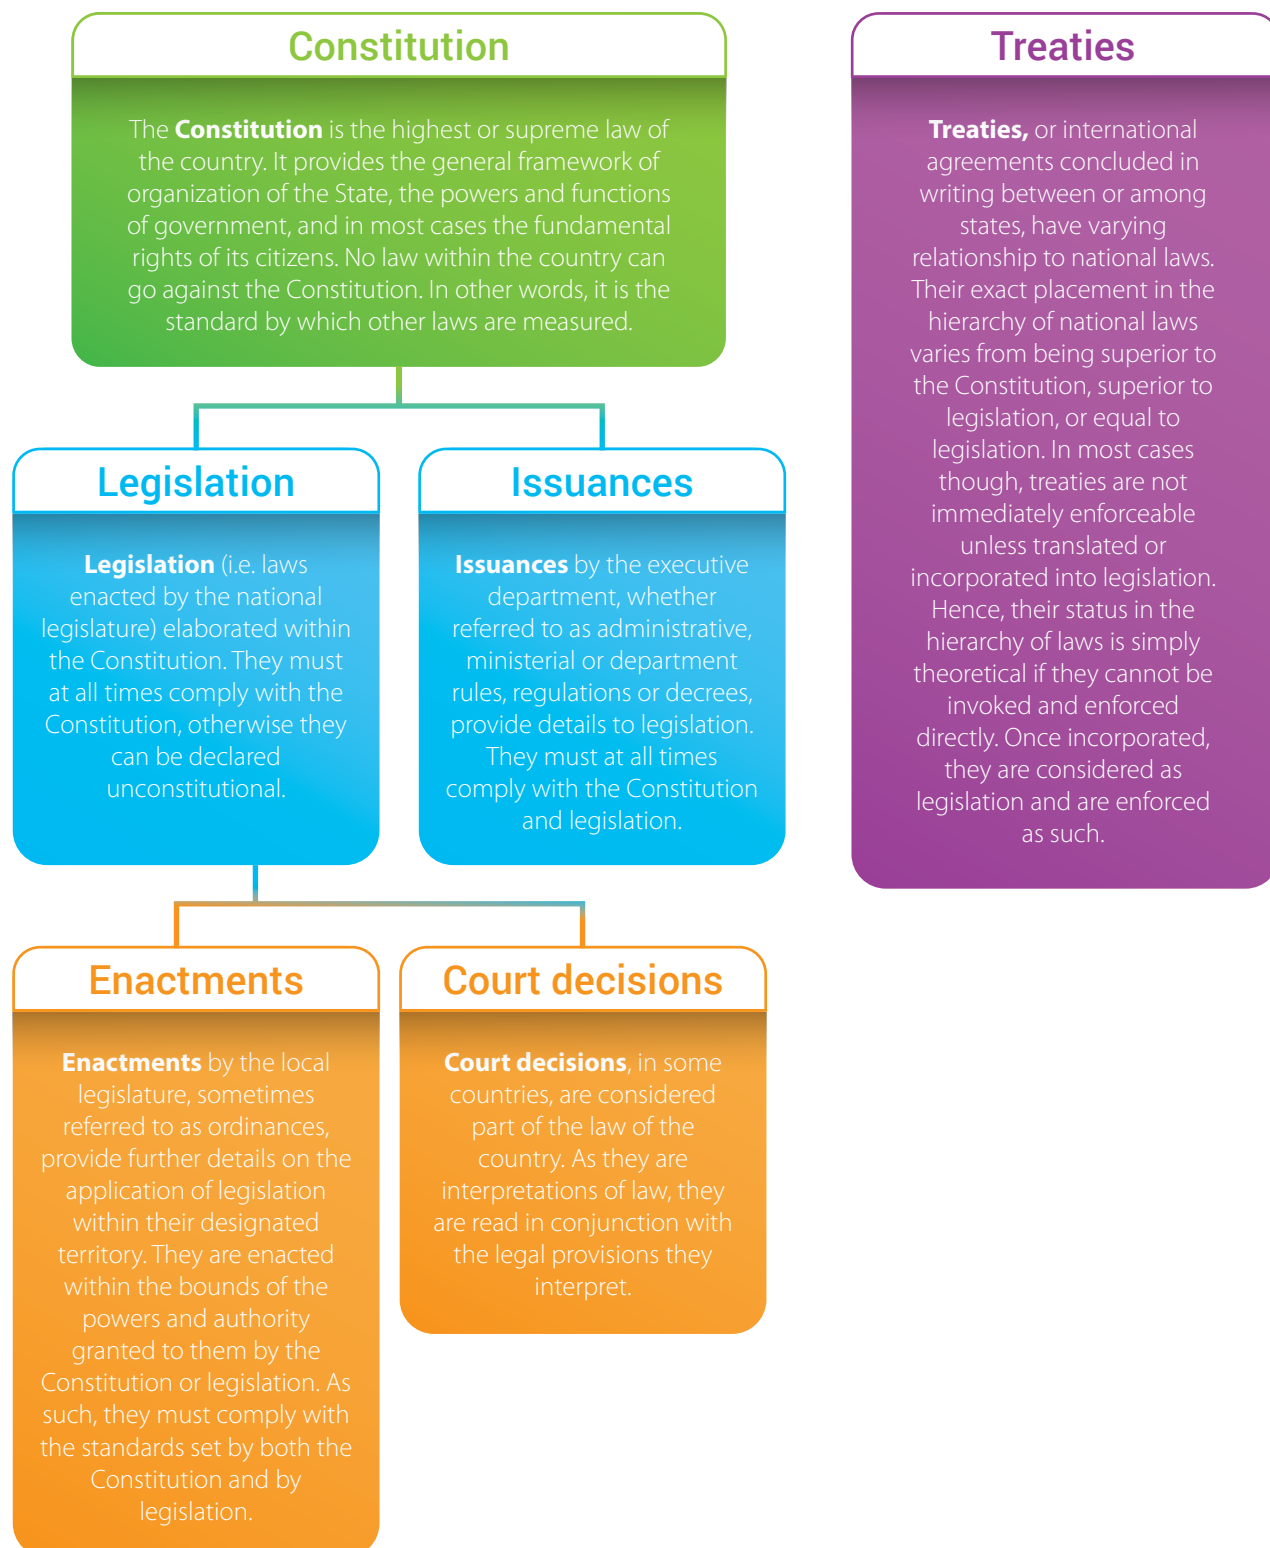 Constitution
The Constitution is the highest or supreme law of
the country. It provides the general framework of
organization of the State, the powers and functions
of government, and in most cases the fundamental
rights of its citizens. No law within the country can
go against the Constitution. In other words, it is the
standard by which other laws are measured.
Treaties
Treaties, or international
agreements concluded in
writing between or among
states, have varying
relationship to national laws.
Their exact placement in the
hierarchy of national laws
varies from being superior to
the Constitution, superior to
legislation, or equal to
legislation. In most cases
though, treaties are not
immediately enforceable
unless translated or
incorporated into legislation.
Hence, their status in the
hierarchy of laws is simply
theoretical if they cannot be
invoked and enforced
directly. Once incorporated,
they are considered as
legislation and are enforced
as such.
Legislation
Legislation (i.e. laws
enacted by the national
legislature) elaborated within
the Constitution. They must
at all times comply with the
Constitution, otherwise they
can be declared
unconstitutional.
Issuances
Issuances by the executive
department, whether
referred to as administrative,
ministerial or department
rules, regulations or decrees,
provide details to legislation.
They must at all times
comply with the Constitution
and legislation.
Enactments
Enactments by the local
legislature, sometimes
referred to as ordinances,
provide further details on the
application of legislation
within their designated
territory. They are enacted
within the bounds of the
powers and authority
granted to them by the
Constitution or legislation. As
such, they must comply with
the standards set by both the
Constitution and by
legislation.
Court decisions
Court decisions, in some
countries, are considered
part of the law of the
country. As they are
interpretations of law, they
are read in conjunction with
the legal provisions they
interpret.